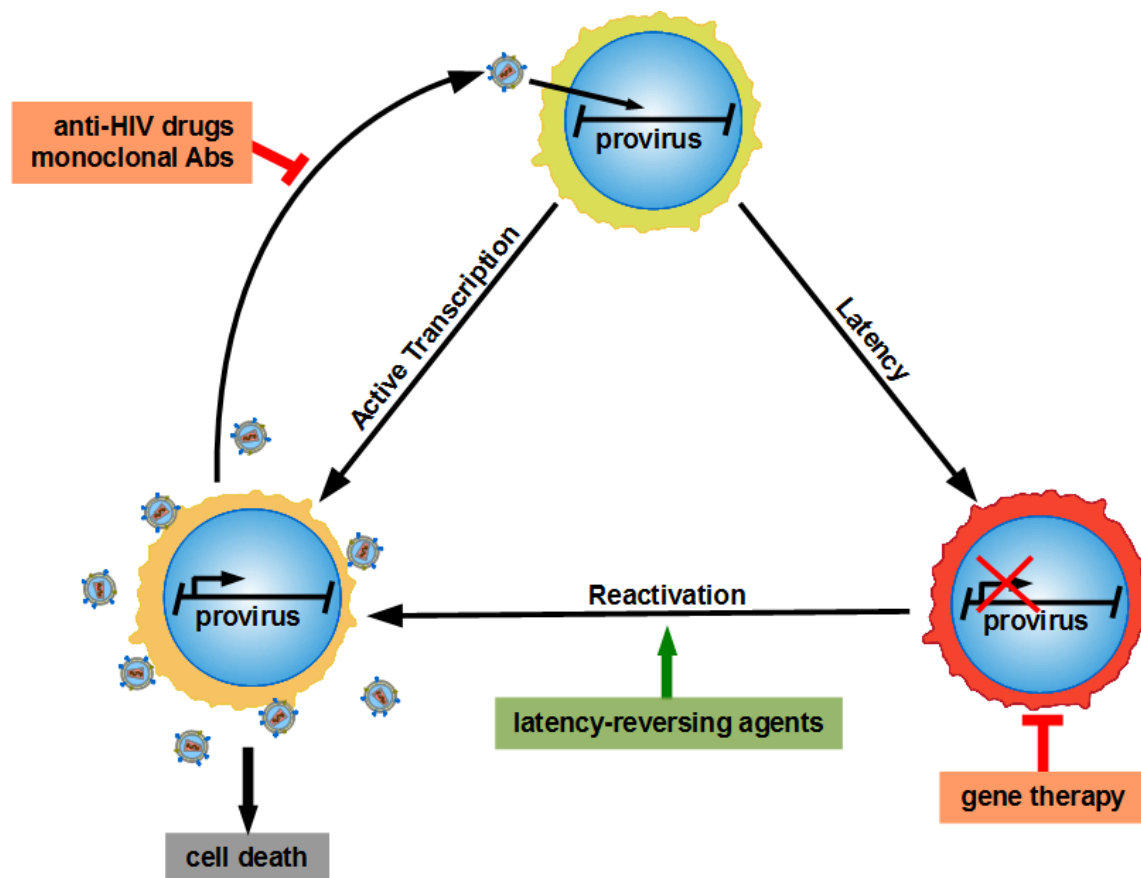 anti-HIV drugs
monoclonal Abs
provirus
Active Transcription
Latency
provirus
Reactivation
provirus
latency-reversing agents
gene therapy
cell death